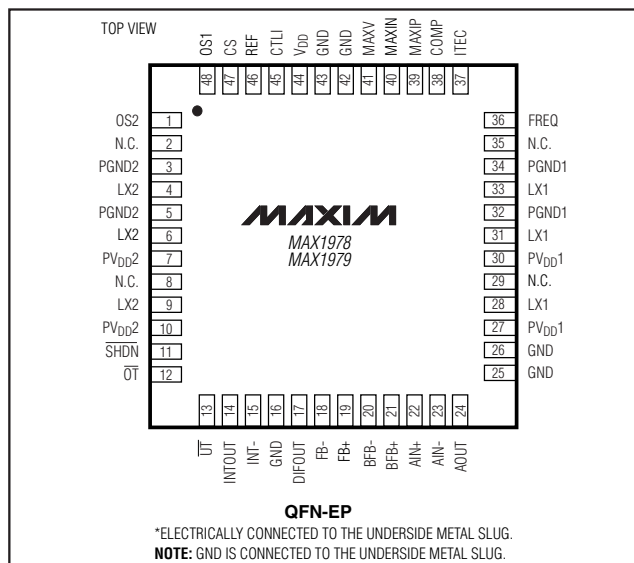 TOP VIEW
OS1 CS REF CTLI VDD GND GND MAXV MAXIN MAXIP COMP ITEC
48 47 46 45 44 43 42 41 40 39 38 37
OS2 1
N.C. 2
PGND2 3
LX2 4
PGND2 5
LX2 6
PVDD2 7
N.C. 8
LX2 9
PVDD2 10
SHDN 11
OT 12
36 FREQ
35 N.C.
34 PGND1
33 LX1
32 PGND1
31 LX1
30 PVDD1
29 N.C.
28 LX1
27 PVDD1
26 GND
25 GND
MAXIM
MAX1978
MAX1979
13 14 15 16 17 18 19 20 21 22 23 24
UT INTOUT INT- GND DIFOUT FB- FB+ BFB- BFB+ AIN+ AIN- AOUT
QFN-EP
*ELECTRICALLY CONNECTED TO THE UNDERSIDE METAL SLUG.
NOTE: GND IS CONNECTED TO THE UNDERSIDE METAL SLUG.